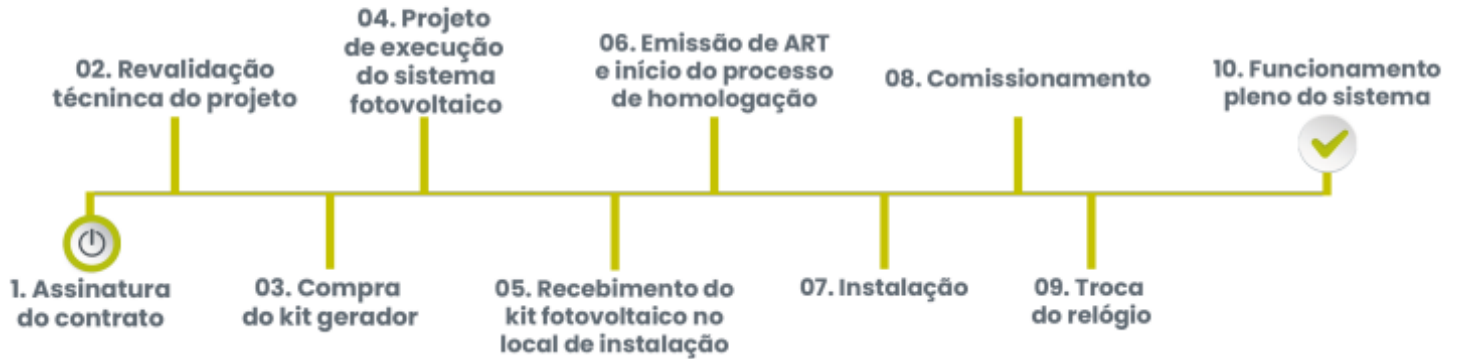 1. Assinatura
do contrato
02. Revalidação
técninca do projeto
03. Compra
do kit gerador
04. Projeto
de execução
do sistema
fotovoltaico
05. Recebimento do
kit fotovoltaico no
local de instalação
06. Emissão de ART
e início do processo
de homologação
07. Instalação
08. Comissionamento
09. Troca
do relógio
10. Funcionamento
pleno do sistema